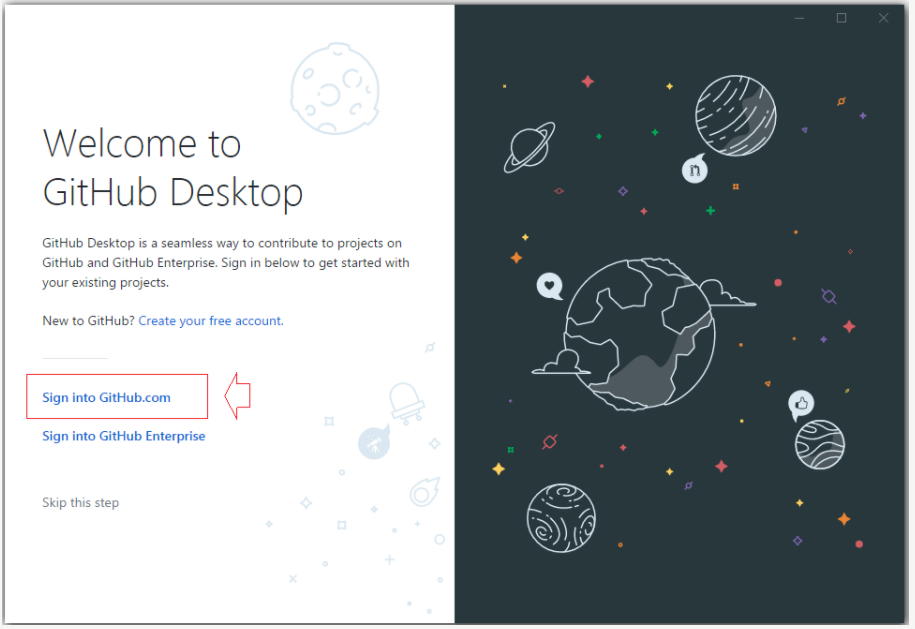 Welcome to
GitHub Desktop
GitHub Desktop is a seamless way to contribute to projects on
GitHub and GitHub Enterprise. Sign in below to get started with
your existing projects.
New to GitHub? Create your free account.
Sign into GitHub.com
Sign into GitHub Enterprise
Skip this step